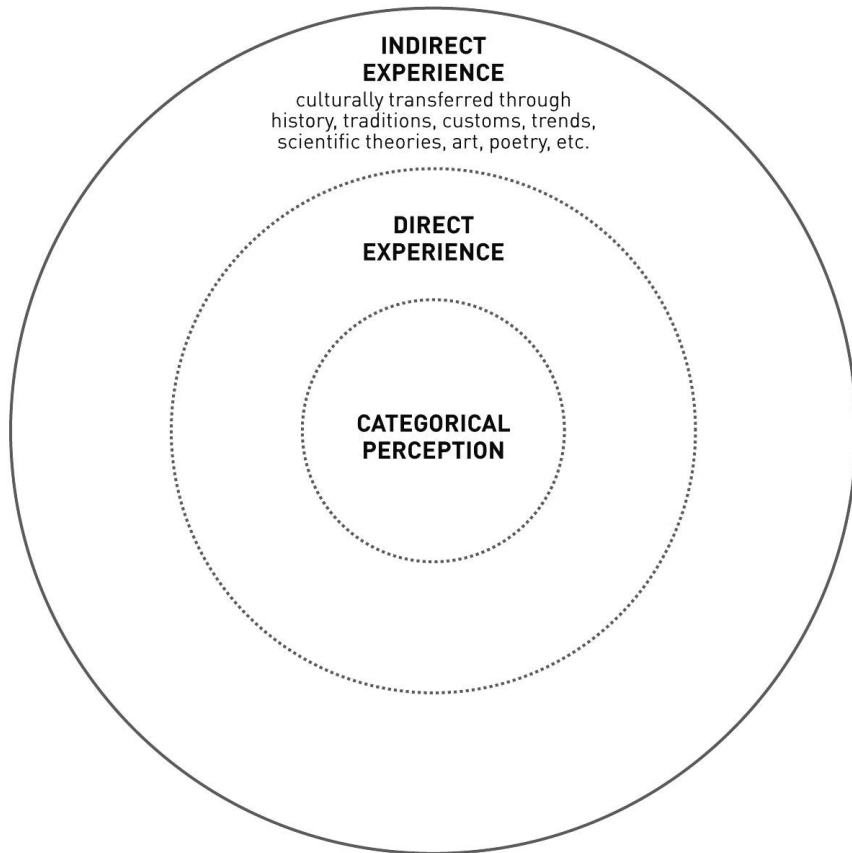 INDIRECT
EXPERIENCE
culturally transferred through
history, traditions, customs, trends,
scientific theories, art, poetry, etc.
DIRECT
EXPERIENCE
CATEGORICAL
PERCEPTION